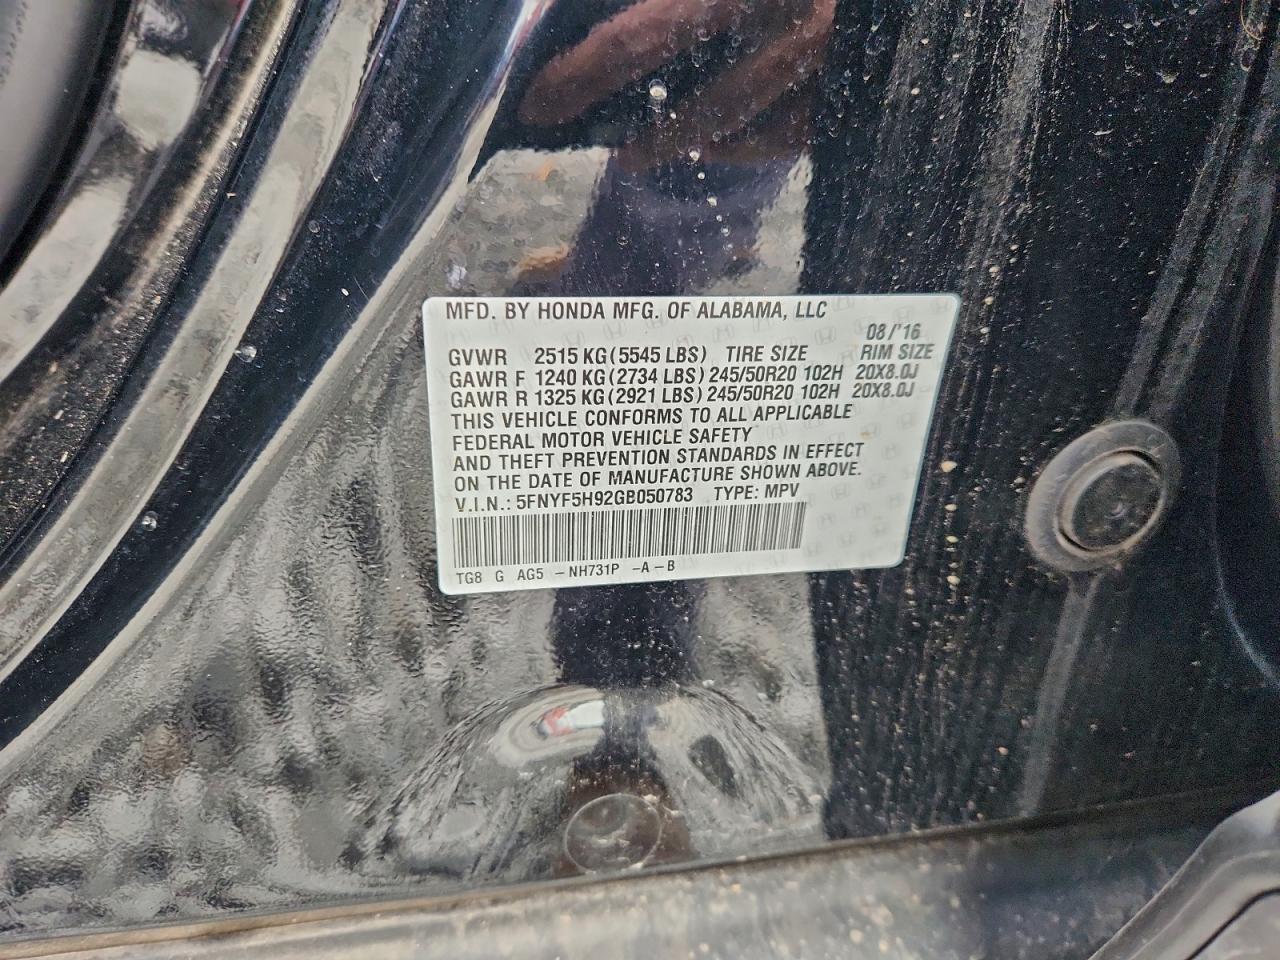 MFD. BY HONDA MFG. OF ALABAMA, LLC
08/'16
GVWR 2515 KG(5545 LBS) TIRE SIZE RIM SIZE
GAWR F 1240 KG(2734 LBS) 245/50R20 102H 20X8.0J
GAWR R 1325 KG(2921 LBS) 245/50R20 102H 20X8.0J
THIS VEHICLE CONFORMS TO ALL APPLICABLE
FEDERAL MOTOR VEHICLE SAFETY
AND THEFT PREVENTION STANDARDS IN EFFECT
ON THE DATE OF MANUFACTURE SHOWN ABOVE.
V.I.N.: 5FNYF5H92GB050783 TYPE: MPV
TG8 G AG5 -NH731P -A-B